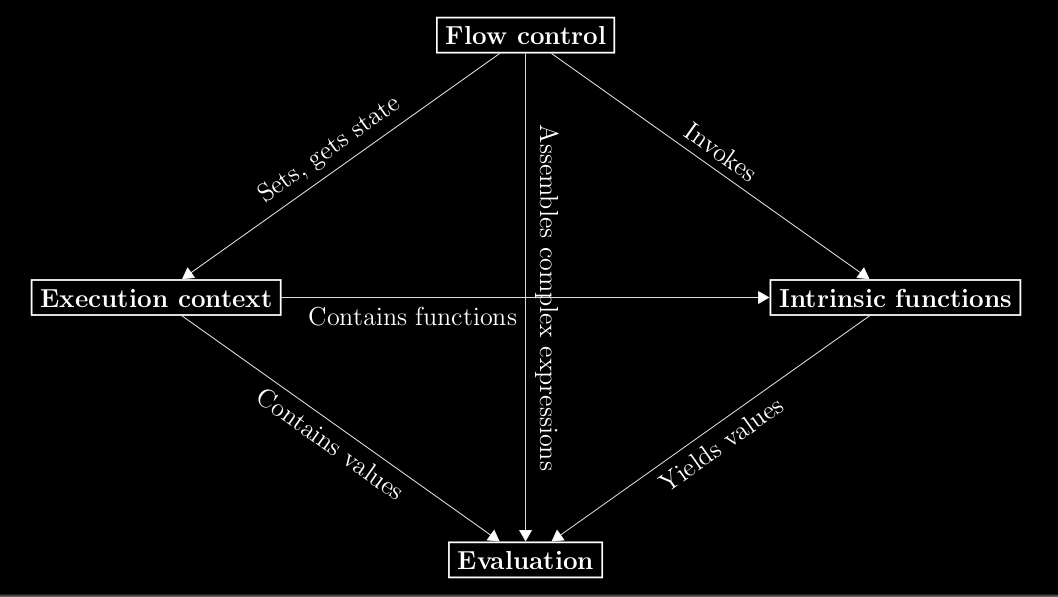 Flow control
Sets, gets state
Invokes
Assembles complex expressions
Execution context
Intrinsic functions
Contains functions
Contains values
Yields values
Evaluation